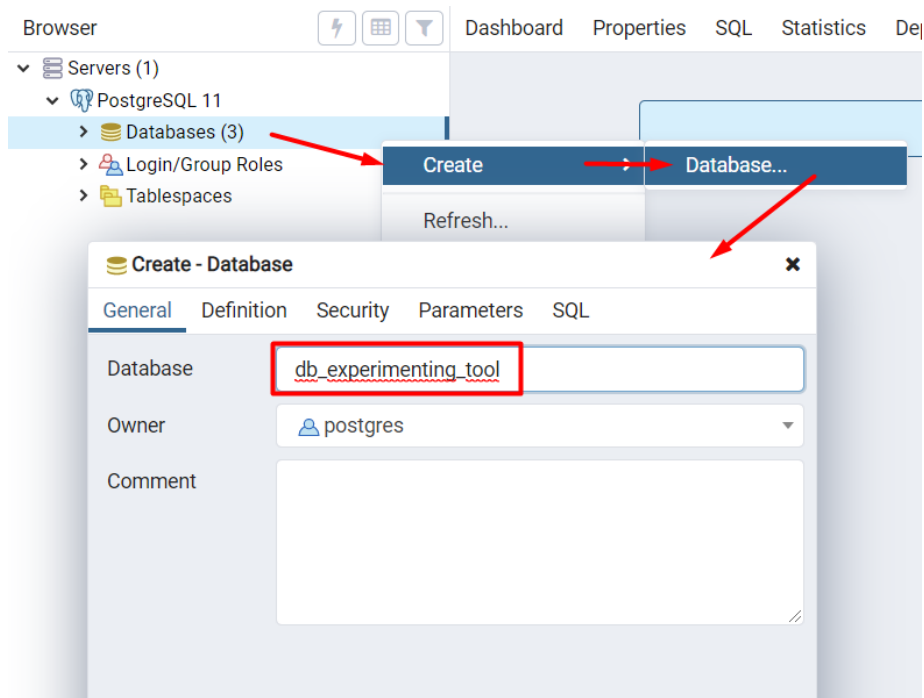 Browser
Dashboard Properties SQL Statistics
Servers (1)
PostgreSQL 11
Databases (3)
Login/Group Roles
Tablespaces
Create
Database...
Refresh...
Create - Database
General Definition Security Parameters SQL
Database
db_experimenting_tool
Owner
postgres
Comment